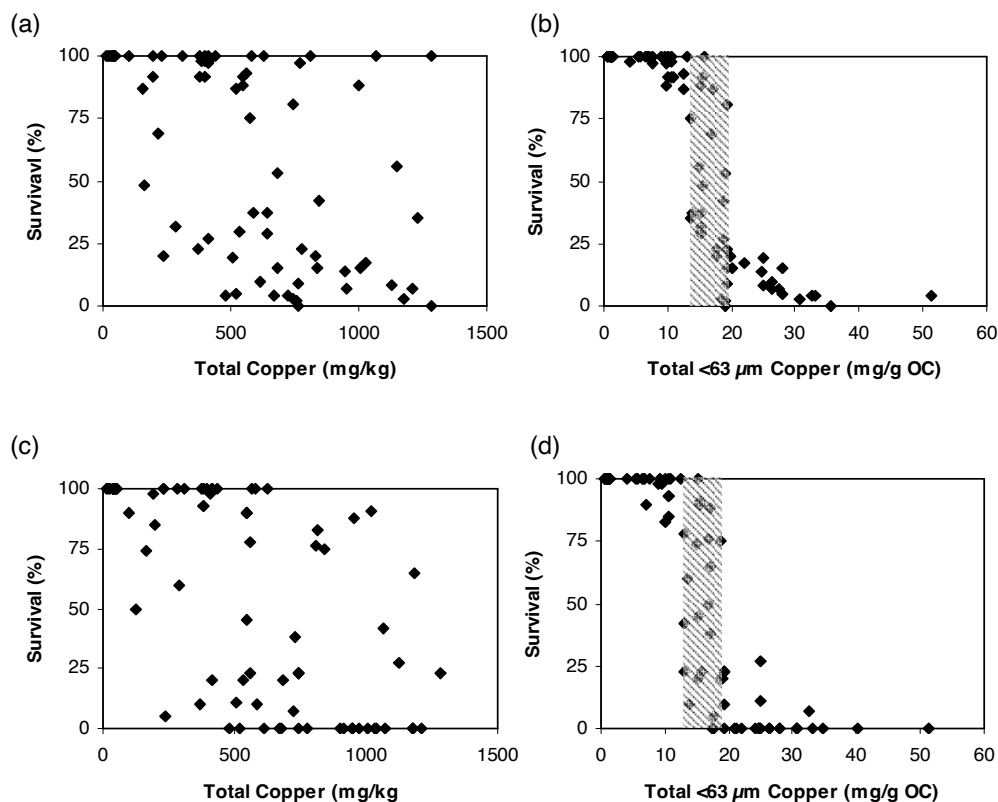 (a)
100
75
50
25
0
Survivavl (%)
0 500 1000 1500
Total Copper (mg/kg)
(b)
100
75
50
25
0
Survival (%)
0 10 20 30 40 50 60
Total <63 µm Copper (mg/g OC)
(c)
100
75
50
25
0
Survival (%)
0 500 1000 1500
Total Copper (mg/kg
(d)
100
75
50
25
0
Survival (%)
0 10 20 30 40 50 60
Total <63 µm Copper (mg/g OC)